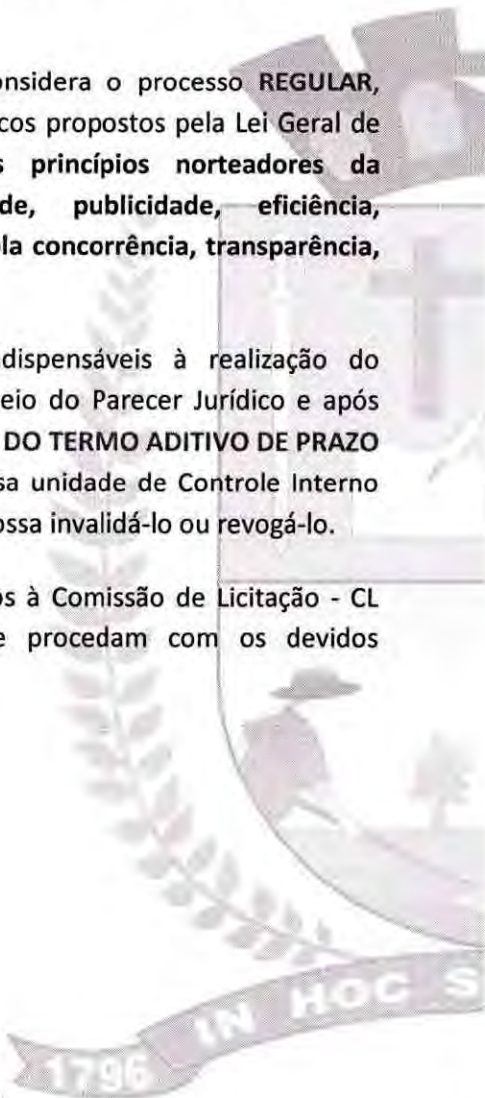 onsidera o processo REGULAR,
cos propostos pela Lei Geral de
s princípios norteadores da
de, publicidade, eficiência,
la concorrência, transparência,
dispensáveis à realização do
eio do Parecer Jurídico e após
DO TERMO ADITIVO DE PRAZO
sa unidade de Controle Interno
ossa invalidá-lo ou revogá-lo.
os à Comissão de Licitação - CL
e procedam com os devidos
1796 IN HOC S